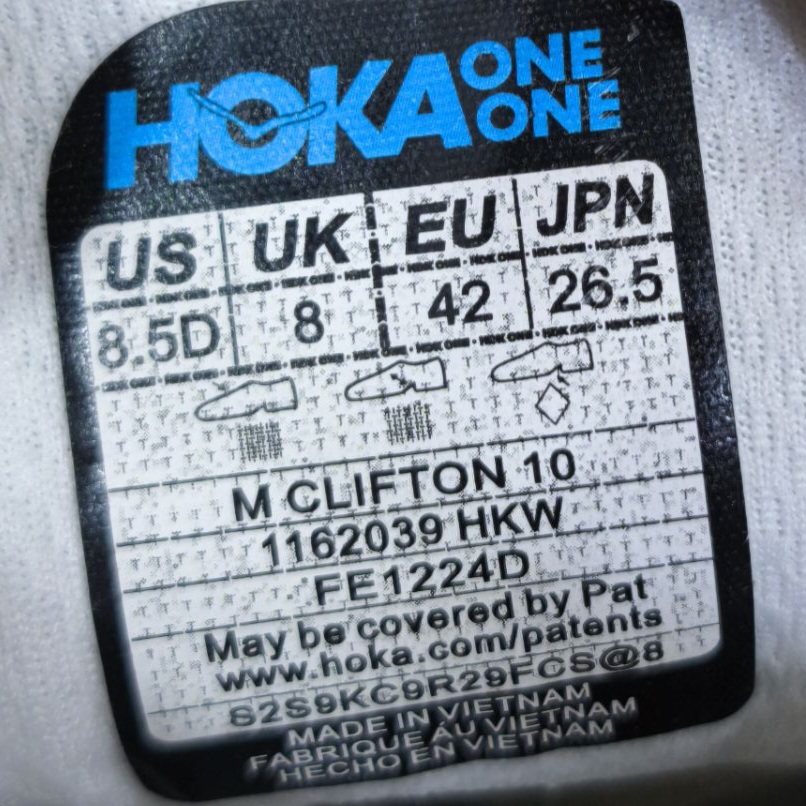 HOKA ONE ONE
US UK EU JPN
8.5D 8 42 26.5
M CLIFTON 10
1162039 HKW
FE1224D
May be covered by Pat
www.hoka.com/patents
S2S9KC9R29FCS@8
MADE IN VIETNAM
FABRIQUE AU VIETNAM
HECHO EN VIETNAM